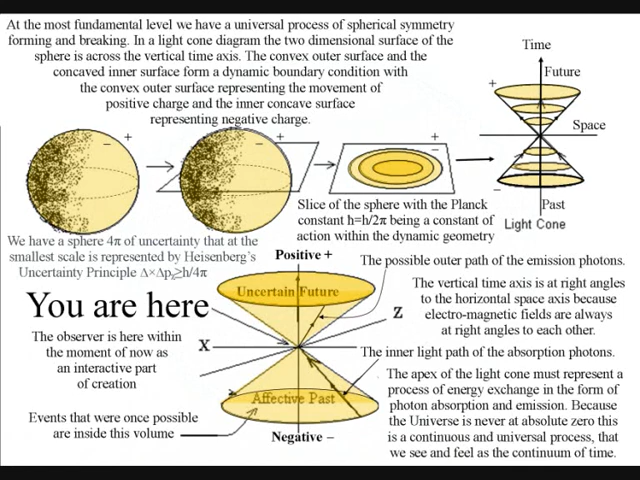 At the most fundamental level we have a universal process of spherical symmetry
forming and breaking. In a light cone diagram the two dimensional surface of the
sphere is across the vertical time axis. The convex outer surface and the
concaved inner surface form a dynamic boundary condition with
the convex outer surface representing the movement of
positive charge and the inner concave surface
representing negative charge.
Time
Future
+
Space
−
Past
Light Cone
− +
− +
+
−
Slice of the sphere with the Planck
constant ħ=h/2π being a constant of
action within the dynamic geometry
We have a sphere 4π of uncertainty that at the
smallest scale is represented by Heisenberg's
Uncertainty Principle Δ×Δpᵪ≥h/4π
Positive +
The possible outer path of the emission photons.
Uncertain Future
The vertical time axis is at right angles
to the horizontal space axis because
electro-magnetic fields are always
at right angles to each other.
You are here
Z
X
The observer is here within
the moment of now as
an interactive part
of creation
The inner light path of the absorption photons.
The apex of the light cone must represent a
process of energy exchange in the form of
photon absorption and emission. Because
the Universe is never at absolute zero this
is a continuous and universal process, that
we see and feel as the continuum of time.
Affective Past
Events that were once possible
are inside this volume
Negative −